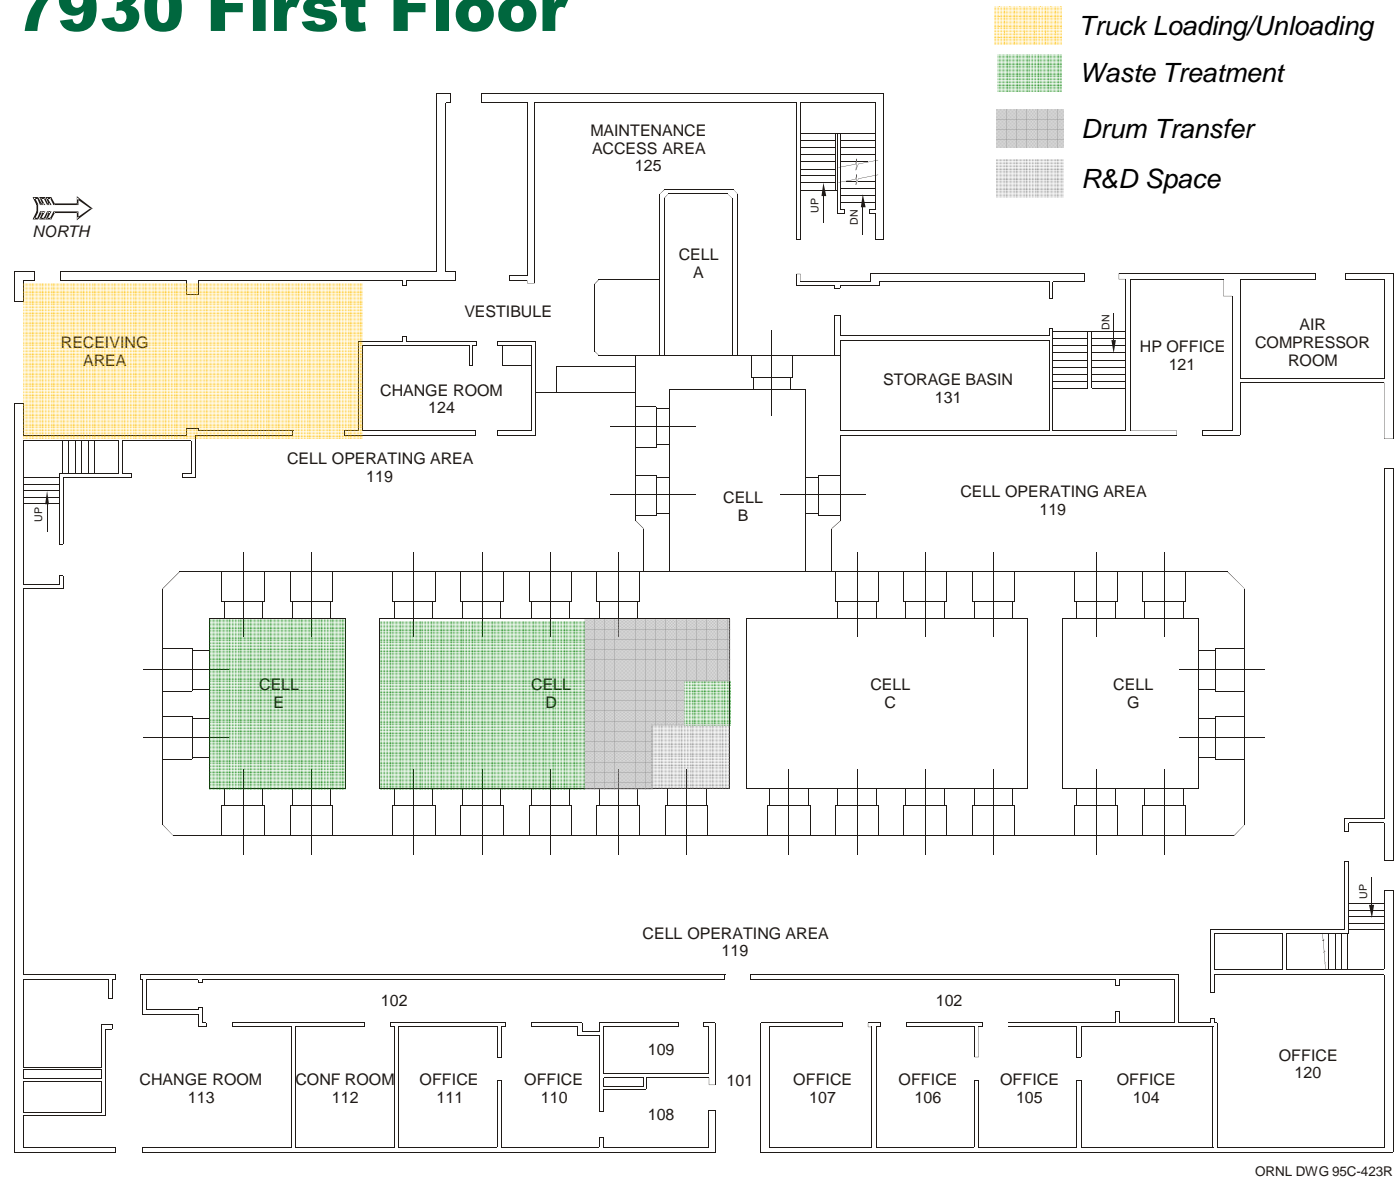 7930 First Floor
Truck Loading/Unloading
Waste Treatment
Drum Transfer
R&D Space
NORTH
MAINTENANCE
ACCESS AREA
125
UP
DN
CELL
A
VESTIBULE
RECEIVING
AREA
CHANGE ROOM
124
STORAGE BASIN
131
DN
HP OFFICE
121
AIR
COMPRESSOR
ROOM
CELL OPERATING AREA
119
UP
CELL
B
CELL OPERATING AREA
119
CELL
E
CELL
D
CELL
C
CELL
G
UP
CELL OPERATING AREA
119
102
102
CHANGE ROOM
113
CONF ROOM
112
OFFICE
111
OFFICE
110
109
108
101
OFFICE
107
OFFICE
106
OFFICE
105
OFFICE
104
OFFICE
120
ORNL DWG 95C-423R